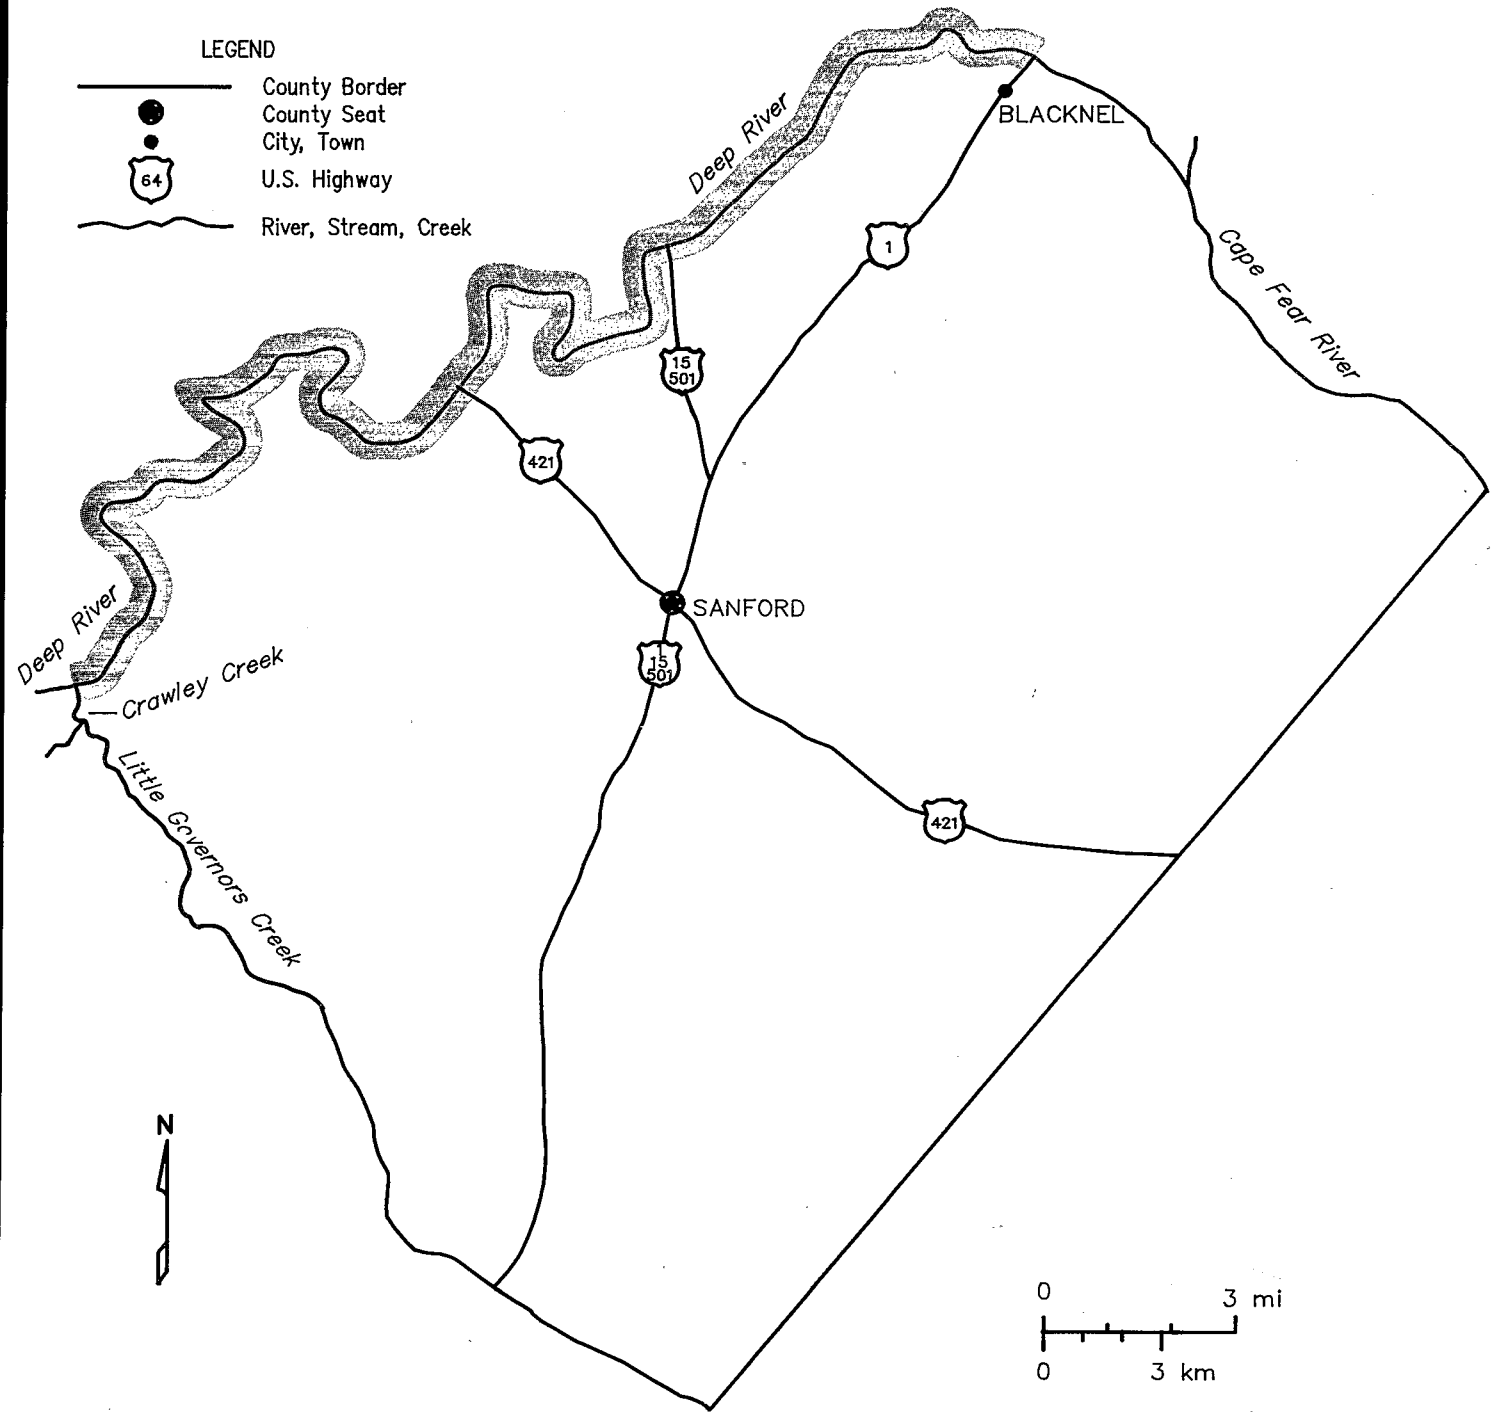 LEGEND
County Border
County Seat
City, Town
64
U.S. Highway
River, Stream, Creek
BLACKNEL
Deep River
1
Cape Fear River
15
501
421
SANFORD
1
15
501
Deep River
Crawley Creek
Little Governors Creek
421
N
0 3 mi
0 3 km